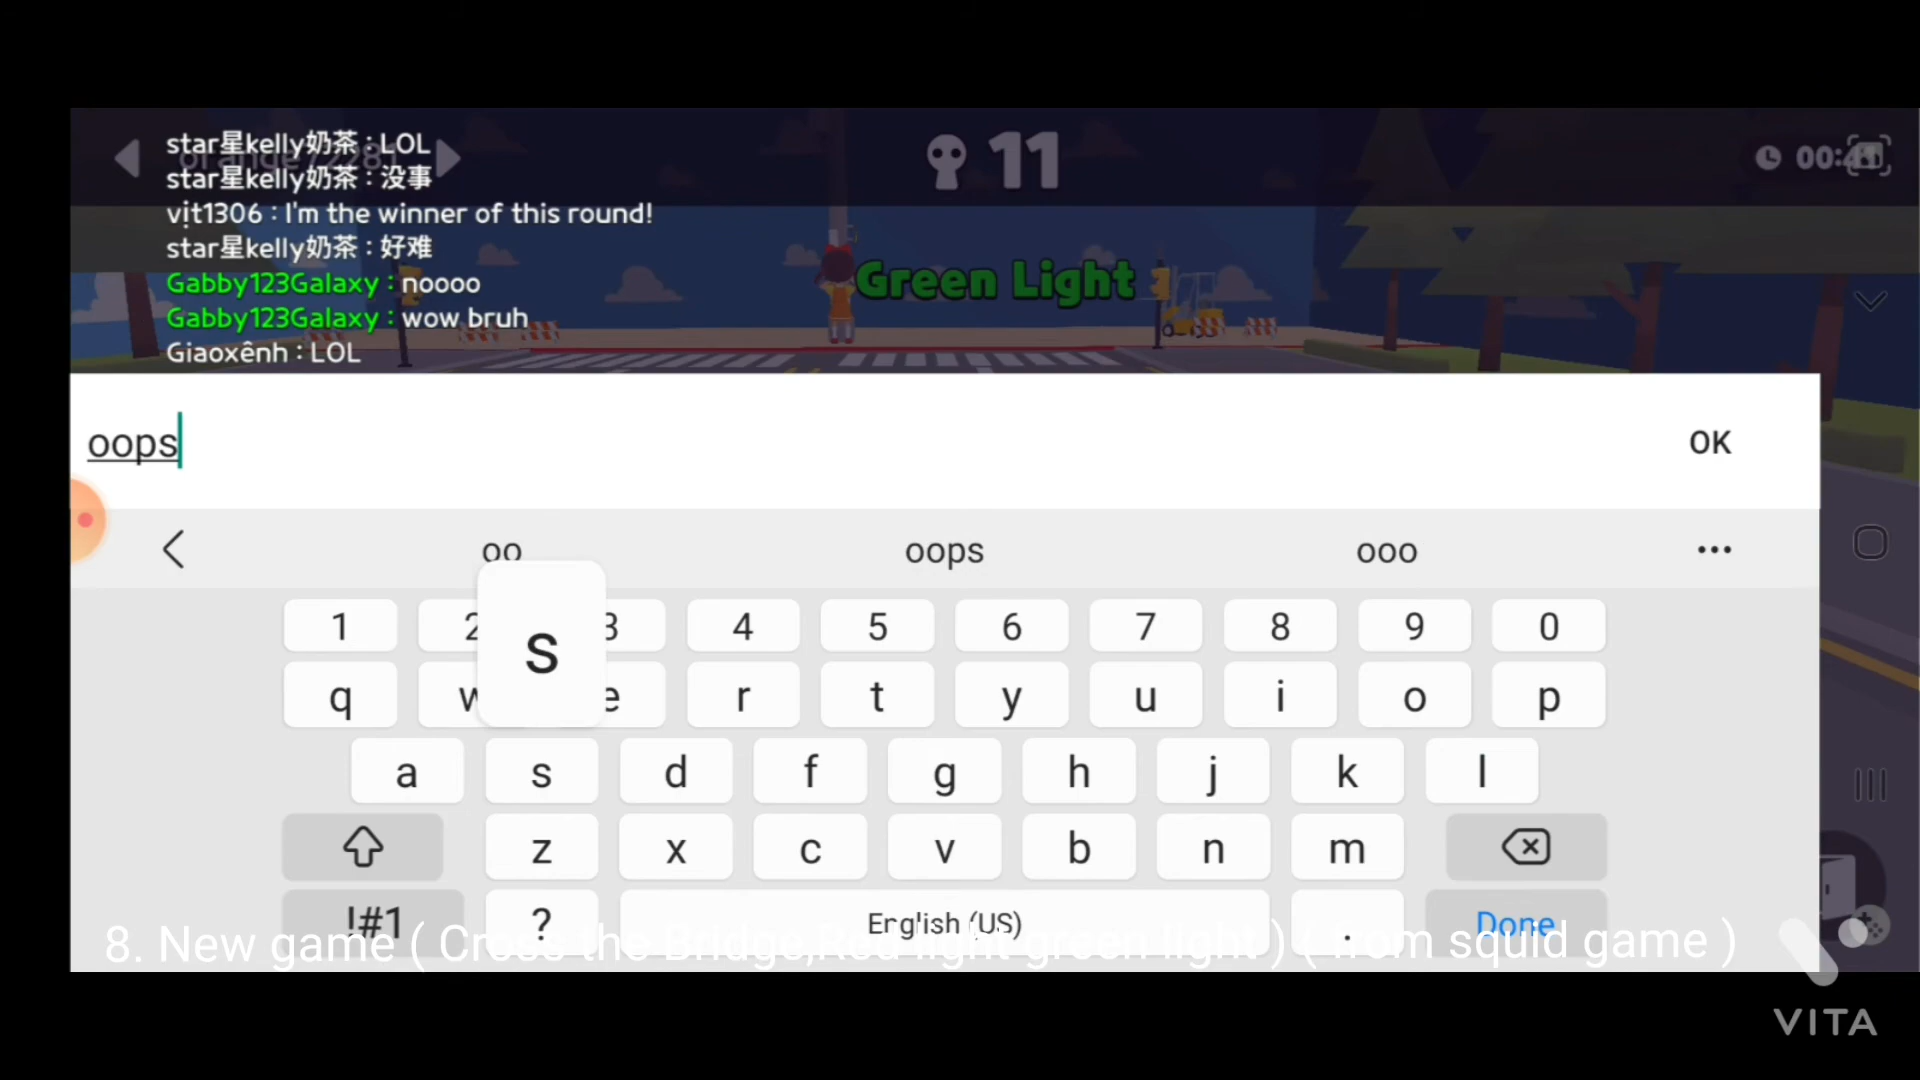 star星kelly奶茶 : LOL
orange (228)
11
star星kelly奶茶 : 没事
vịt1306 : I'm the winner of this round!
star星kelly奶茶 : 好难
Gabby123Galaxy : noooo
Green Light
Gabby123Galaxy : wow bruh
Giaoxênh : LOL
oops
OK
oo oops ooo
1 2 3 4 5 6 7 8 9 0
s
q w e r t y u i o p
a s d f g h j k l
z x c v b n m
!#1 ? English (US) . Done
8. New game ( Cross the Bridge,Red light green light ) ( from squid game )
VITA